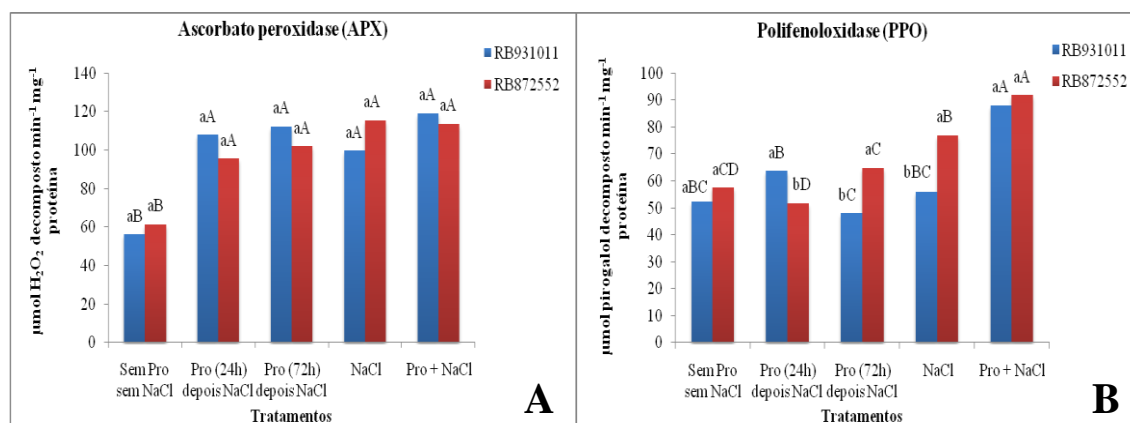 Ascorbato peroxidase (APX)
RB931011
RB872552
µmol H₂O₂ decomposto min⁻¹ mg⁻¹
proteína
140
120
100
80
60
40
20
0
aB aB
aA aA
aA aA
aA aA
aA aA
Sem Pro
sem NaCl
Pro (24h)
depois NaCl
Pro (72h)
depois NaCl
NaCl
Pro + NaCl
Tratamentos
A
Polifenoloxidase (PPO)
RB931011
RB872552
µmol pirogalol decomposto min⁻¹ mg⁻¹
proteína
100
90
80
70
60
50
40
30
20
10
0
aBC aCD
aB bD
bC aC
bBC aB
aA aA
Sem Pro
sem NaCl
Pro (24h)
depois NaCl
Pro (72h)
depois NaCl
NaCl
Pro + NaCl
Tratamentos
B